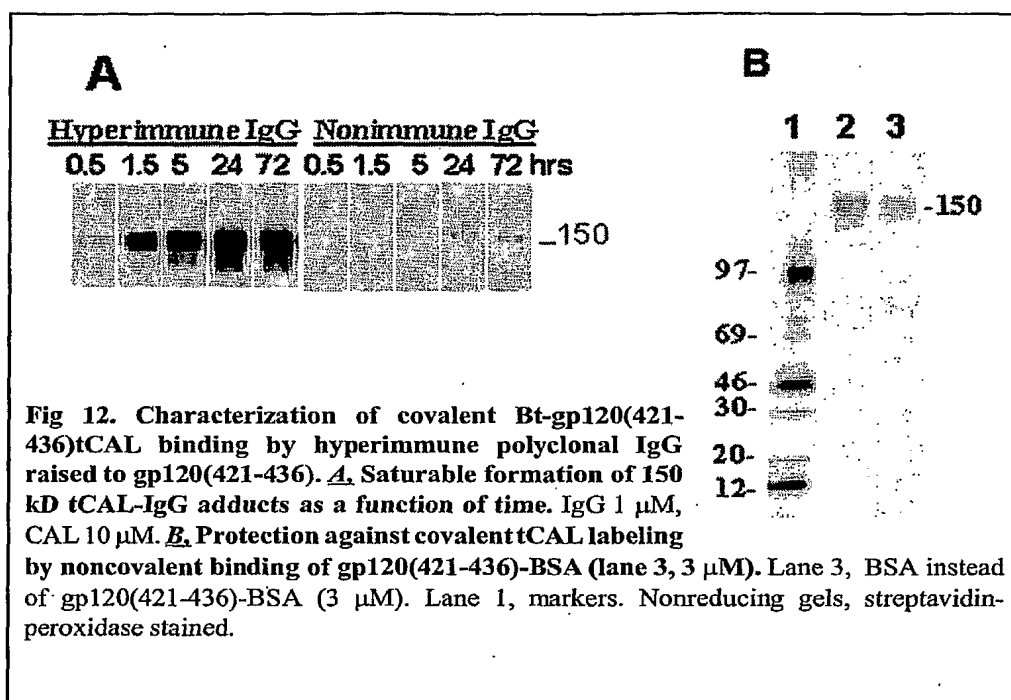 A
Hyperimmune IgG Nonimmune IgG
0.5 1.5 5 24 72 0.5 1.5 5 24 72 hrs
-150
B
1 2 3
-150
97-
69-
46-
30-
20-
12-
Fig 12. Characterization of covalent Bt-gp120(421-
436)tCAL binding by hyperimmune polyclonal IgG
raised to gp120(421-436). A, Saturable formation of 150
kD tCAL-IgG adducts as a function of time. IgG 1 µM,
CAL 10 µM. B, Protection against covalent tCAL labeling
by noncovalent binding of gp120(421-436)-BSA (lane 3, 3 µM). Lane 3, BSA instead
of gp120(421-436)-BSA (3 µM). Lane 1, markers. Nonreducing gels, streptavidin-
peroxidase stained.